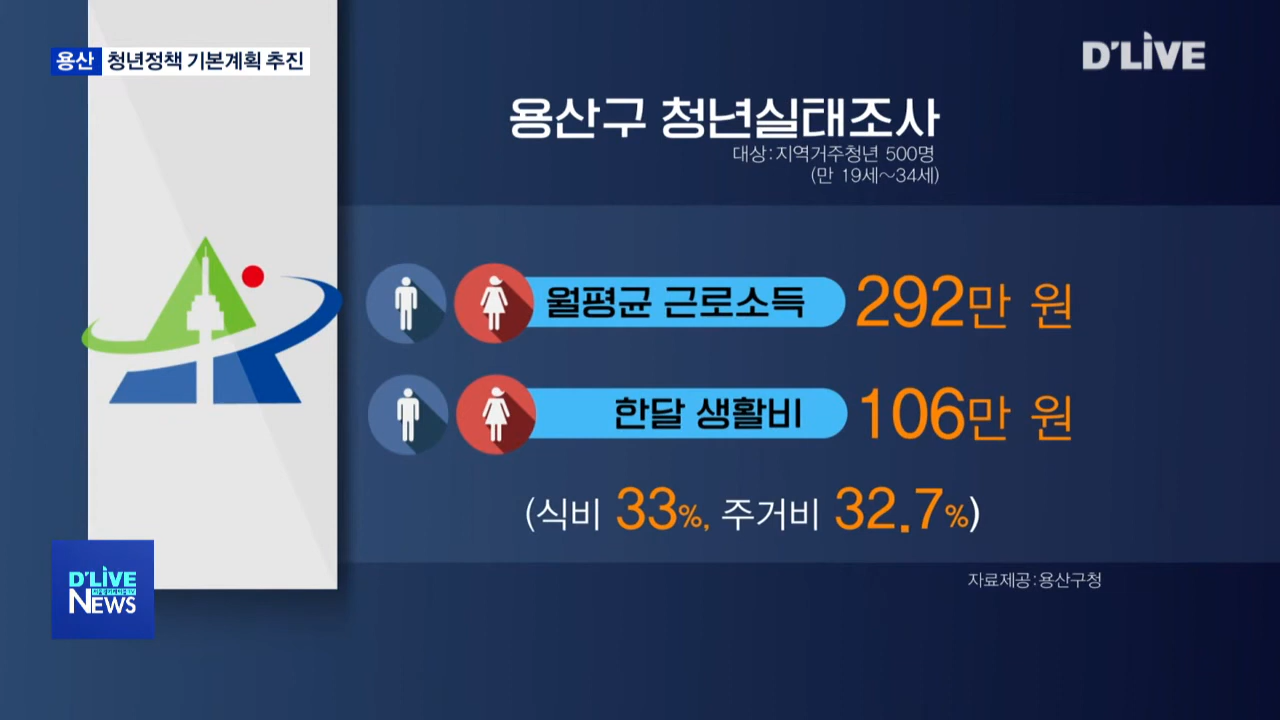 용산 청년정책 기본계획 추진
D'LIVE
용산구 청년실태조사
대상:지역거주청년 500명
(만 19세~34세)
월평균 근로소득 292만 원
한달 생활비 106만 원
(식비 33%, 주거비 32.7%)
자료제공:용산구청
D'LIVE
NEWS